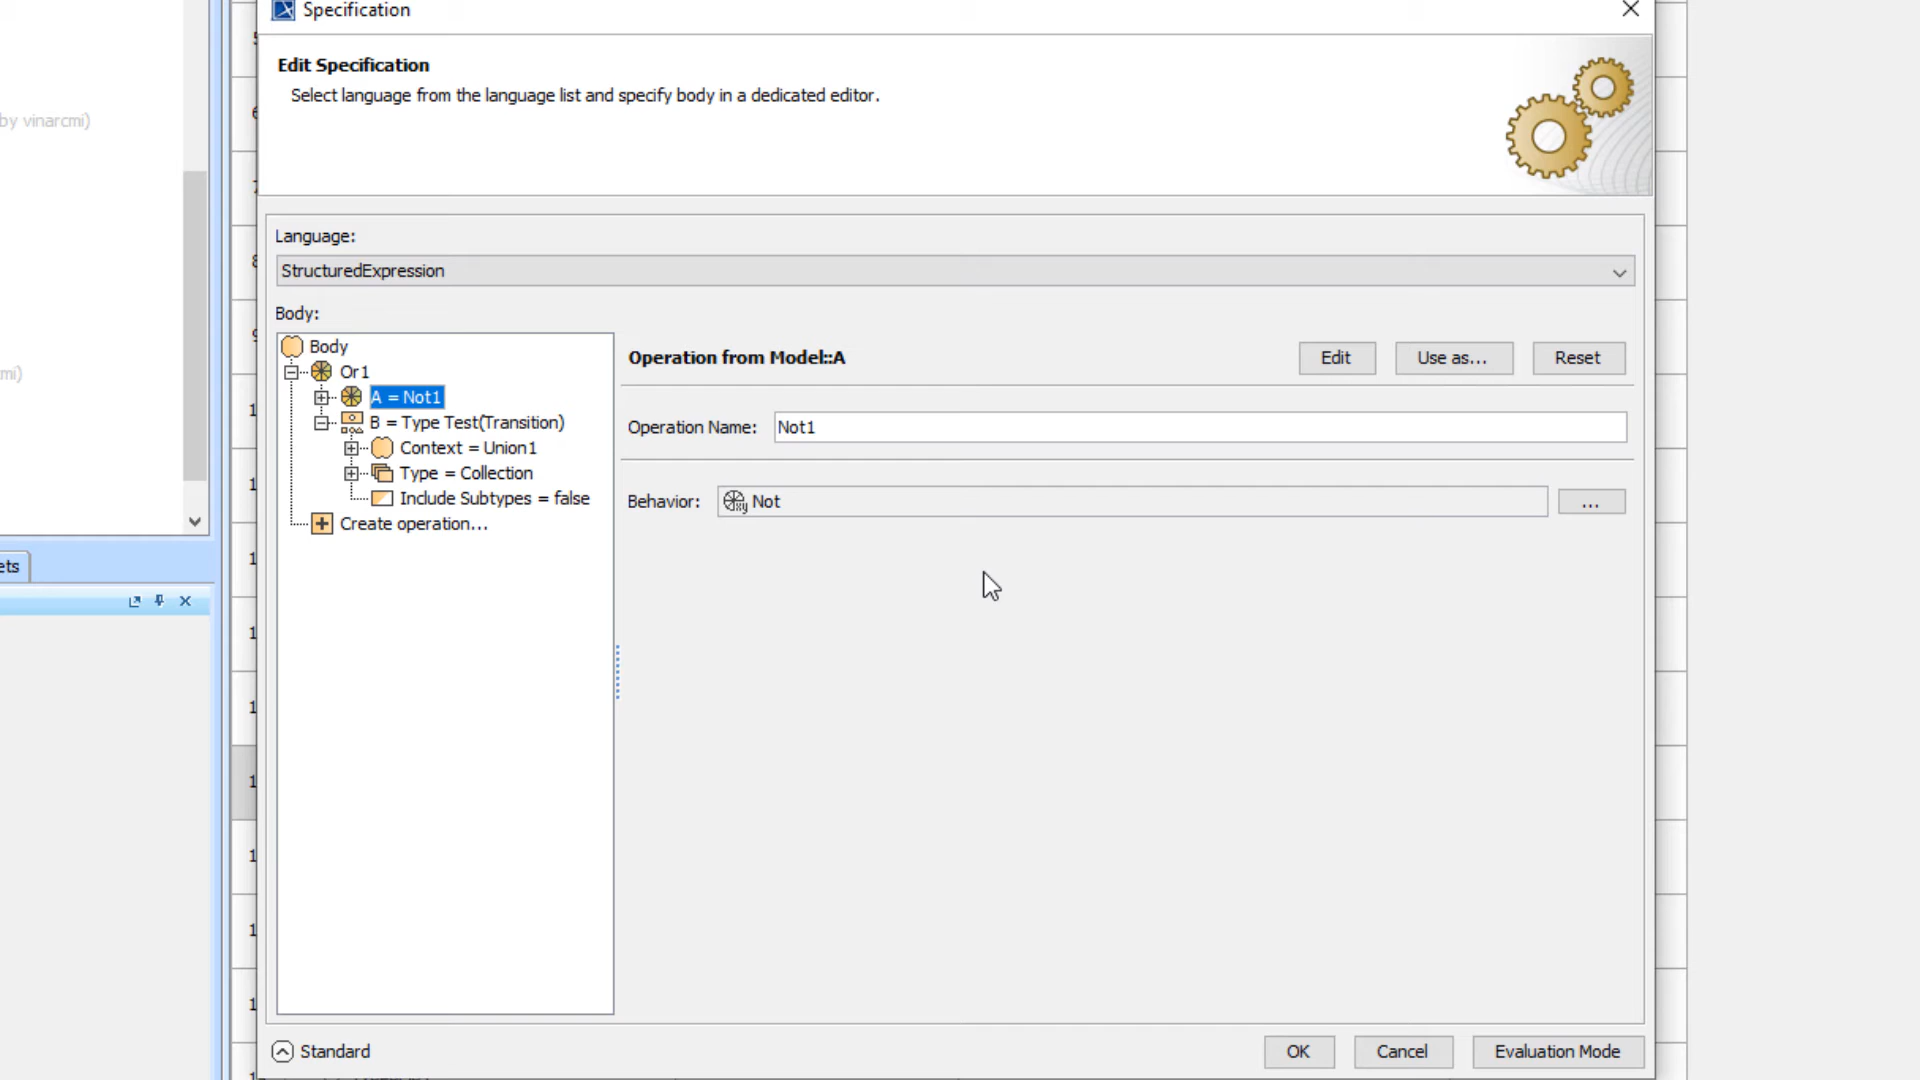 Specification
Edit Specification
Select language from the language list and specify body in a dedicated editor.
by vinarcmi)
mi)
ets
Language:
StructuredExpression
Body:
Body
Or1
A = Not1
B = Type Test(Transition)
Context = Union1
Type = Collection
Include Subtypes = false
Create operation...
Operation from Model::A
Edit
Use as...
Reset
Operation Name:
Not1
Behavior:
Not
...
Standard
OK
Cancel
Evaluation Mode